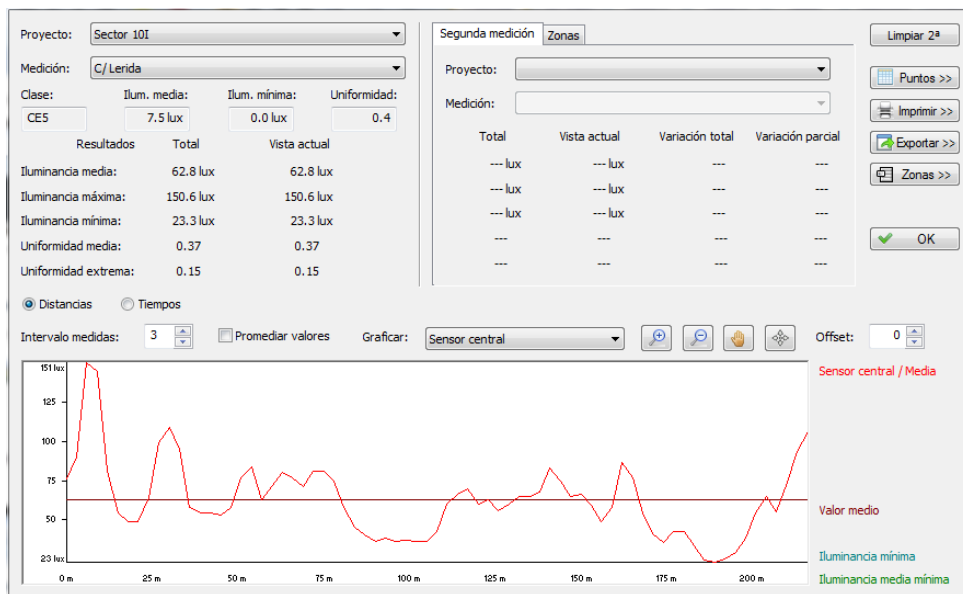 Proyecto: Sector 10I
Medición: C/ Lerida
Clase: Ilum. media: Ilum. mínima: Uniformidad:
CE5 7.5 lux 0.0 lux 0.4
Resultados Total Vista actual
Iluminancia media: 62.8 lux 62.8 lux
Iluminancia máxima: 150.6 lux 150.6 lux
Iluminancia mínima: 23.3 lux 23.3 lux
Uniformidad media: 0.37 0.37
Uniformidad extrema: 0.15 0.15
Segunda medición Zonas
Proyecto:
Medición:
Total Vista actual Variación total Variación parcial
--- lux --- lux --- ---
--- lux --- lux --- ---
--- lux --- lux --- ---
--- --- --- ---
--- --- --- ---
Limpiar 2ª
Puntos >>
Imprimir >>
Exportar >>
Zonas >>
OK
Distancias Tiempos
Intervalo medidas: 3 Promediar valores Graficar: Sensor central Offset: 0
151 lux
125
100
75
50
23 lux
0 m 25 m 50 m 75 m 100 m 125 m 150 m 175 m 200 m
Sensor central / Media
Valor medio
Iluminancia mínima
Iluminancia media mínima